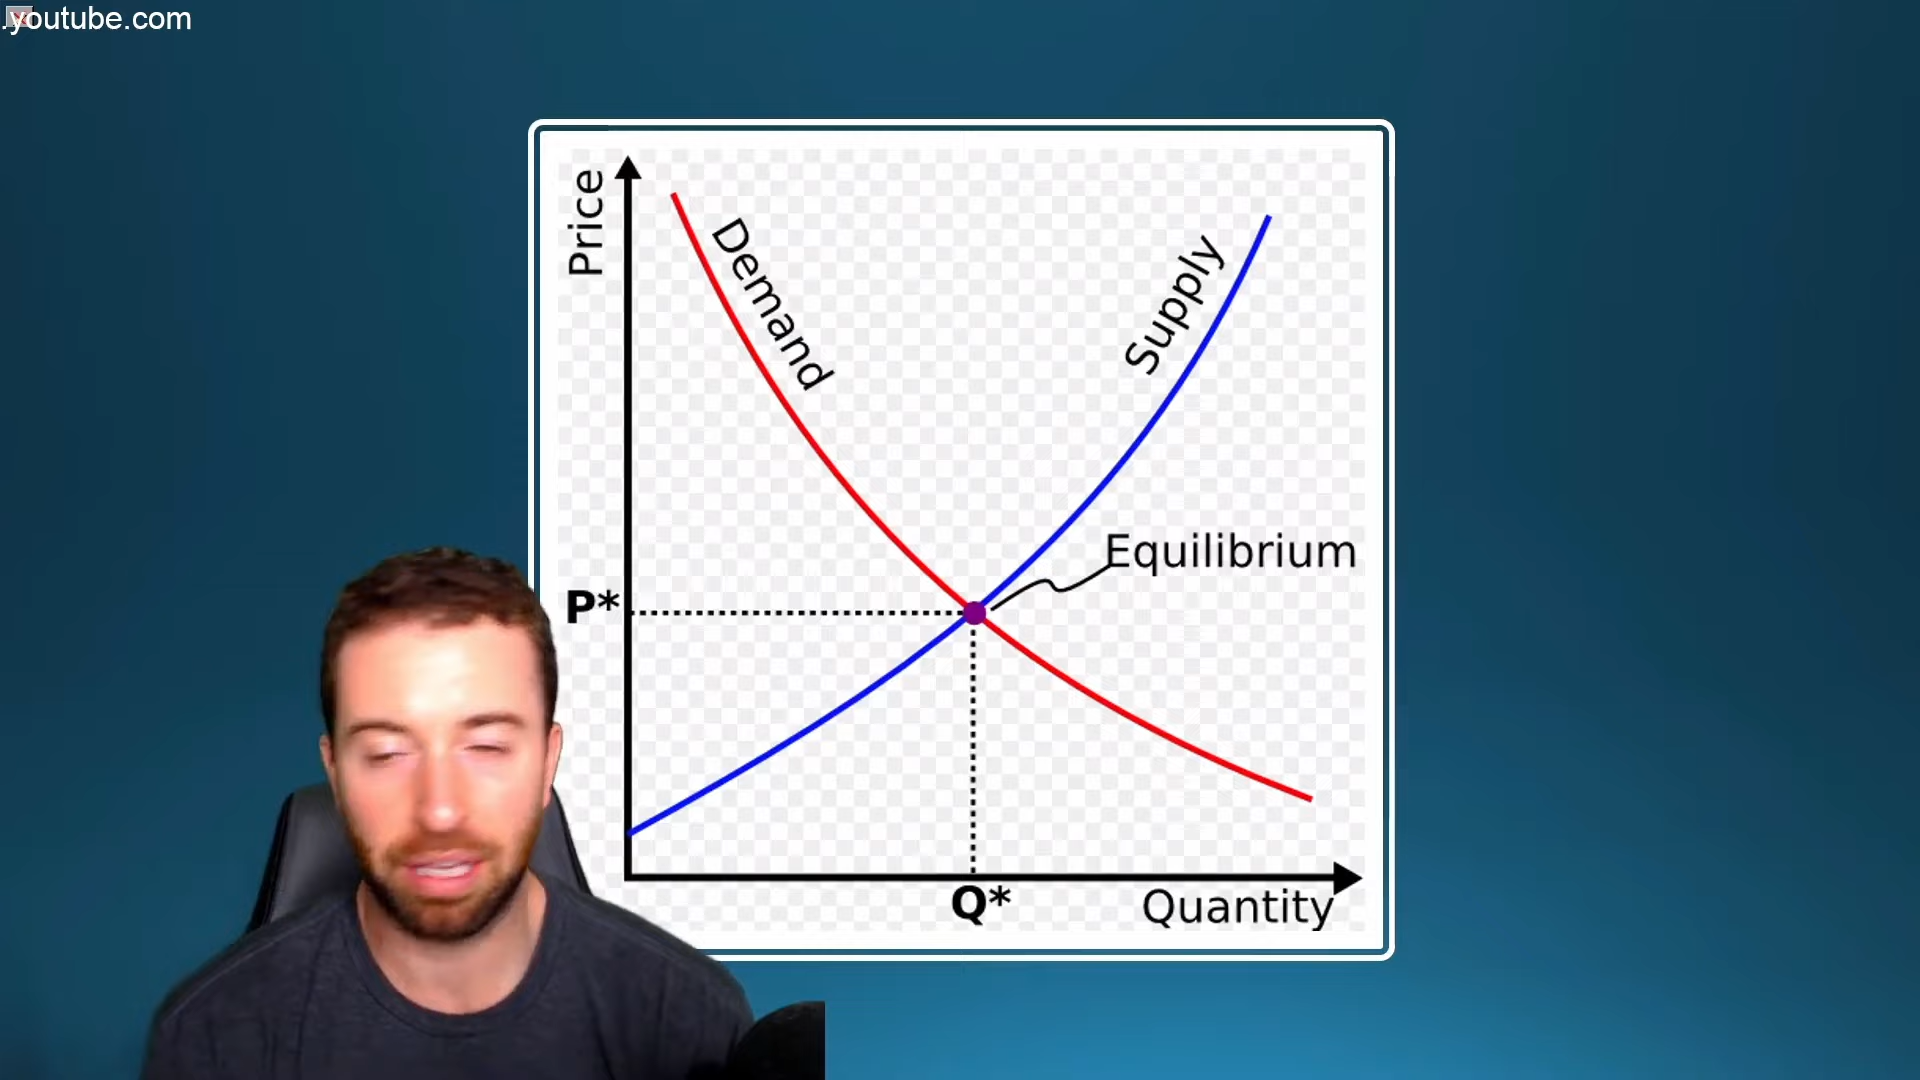 .youtube.com
Price
Demand
Supply
Equilibrium
P*
Q*
Quantity